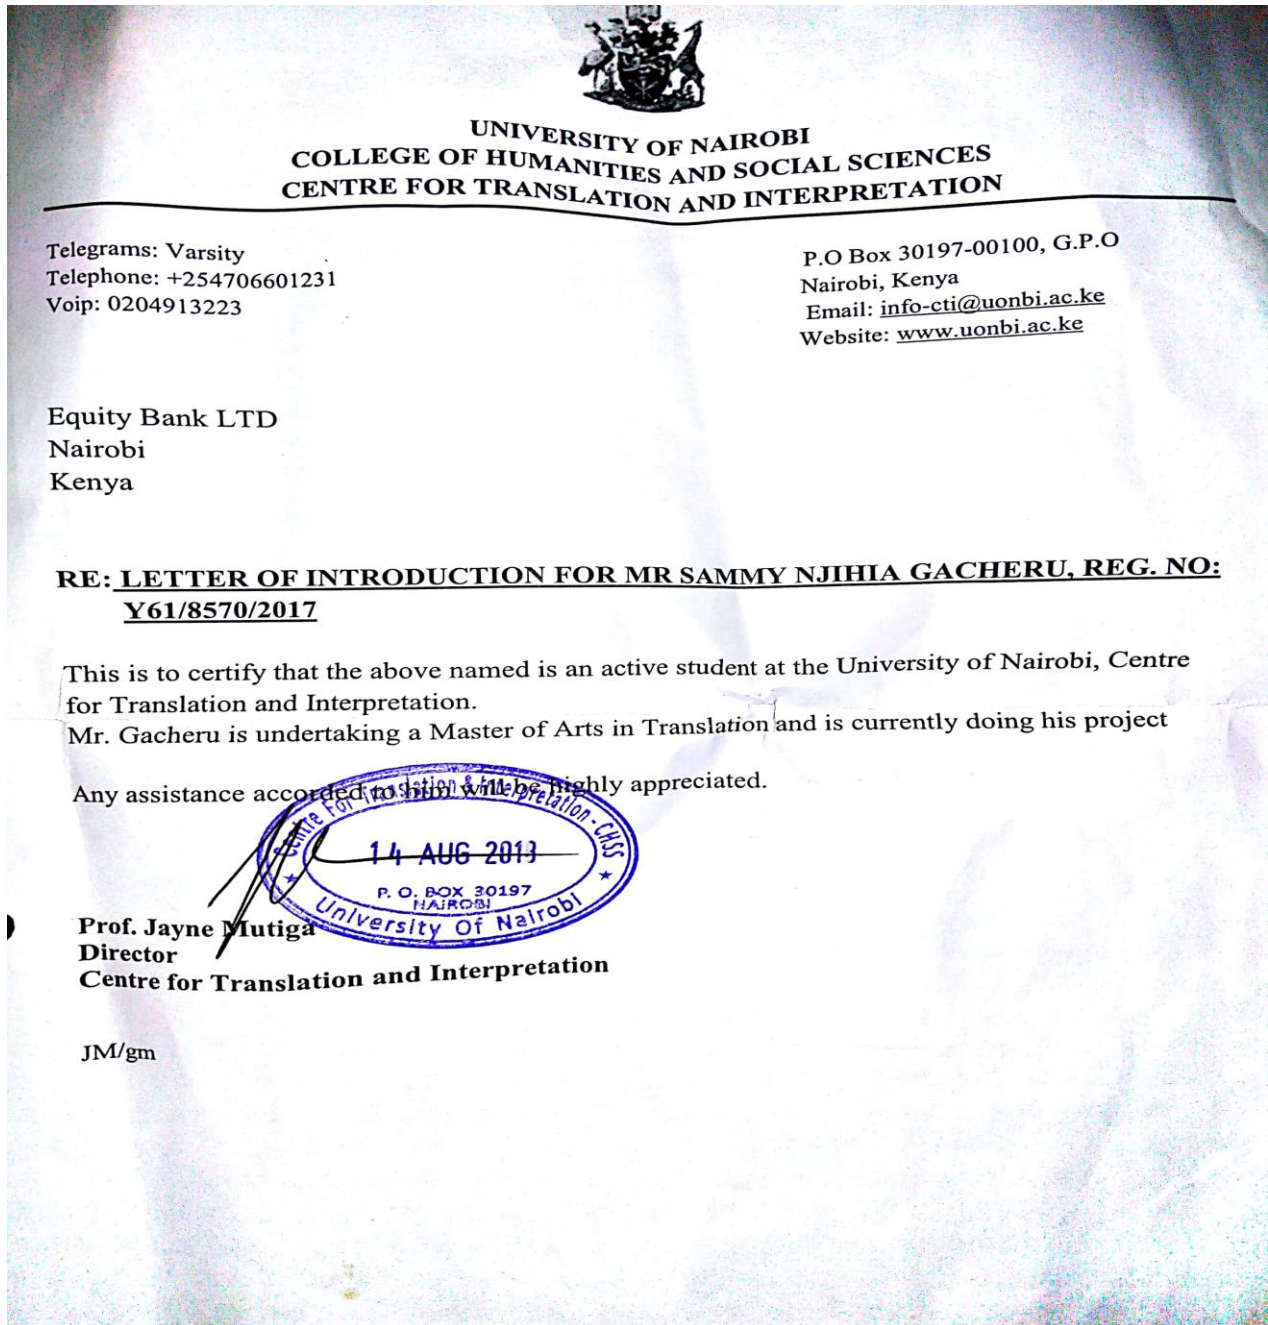 UNIVERSITY OF NAIROBI
COLLEGE OF HUMANITIES AND SOCIAL SCIENCES
CENTRE FOR TRANSLATION AND INTERPRETATION
Telegrams: Varsity
Telephone: +254706601231
Voip: 0204913223
P.O Box 30197-00100, G.P.O
Nairobi, Kenya
Email: info-cti@uonbi.ac.ke
Website: www.uonbi.ac.ke
Equity Bank LTD
Nairobi
Kenya
RE: LETTER OF INTRODUCTION FOR MR SAMMY NJIHIA GACHERU, REG. NO:
Y61/8570/2017
This is to certify that the above named is an active student at the University of Nairobi, Centre
for Translation and Interpretation.
Mr. Gacheru is undertaking a Master of Arts in Translation and is currently doing his project
Any assistance accorded to him will be highly appreciated.
Centre For Translation & Interpretation - CHSS
14 AUG
P. O. BOX 30197
NAIROBI
University Of Nairobi
Prof. Jayne Mutiga
Director
Centre for Translation and Interpretation
JM/gm